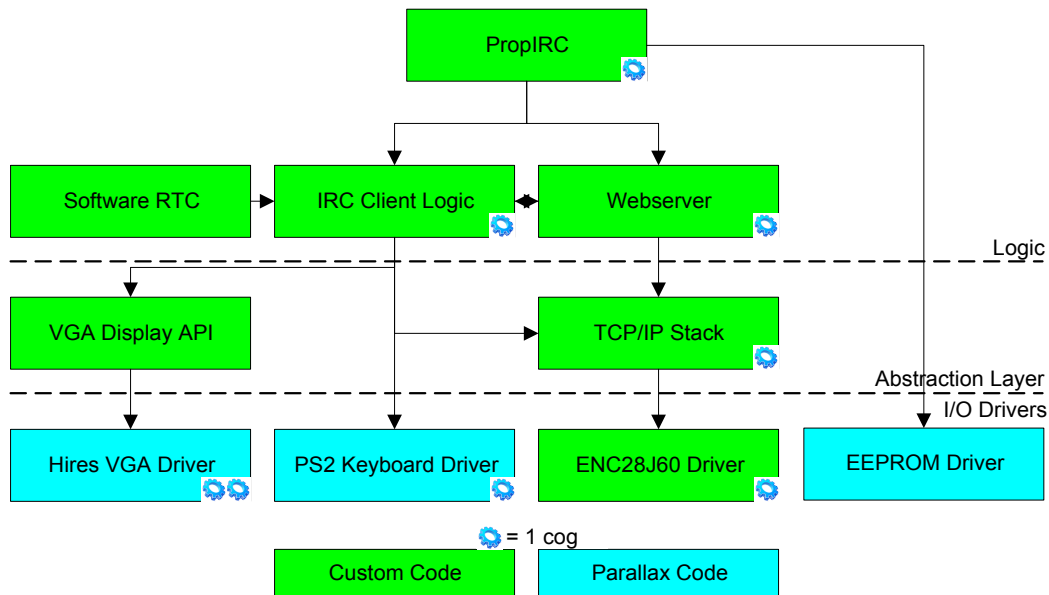 PropIRC
Software RTC
IRC Client Logic
Webserver
Logic
VGA Display API
TCP/IP Stack
Abstraction Layer
I/O Drivers
Hires VGA Driver
PS2 Keyboard Driver
ENC28J60 Driver
EEPROM Driver
= 1 cog
Custom Code
Parallax Code